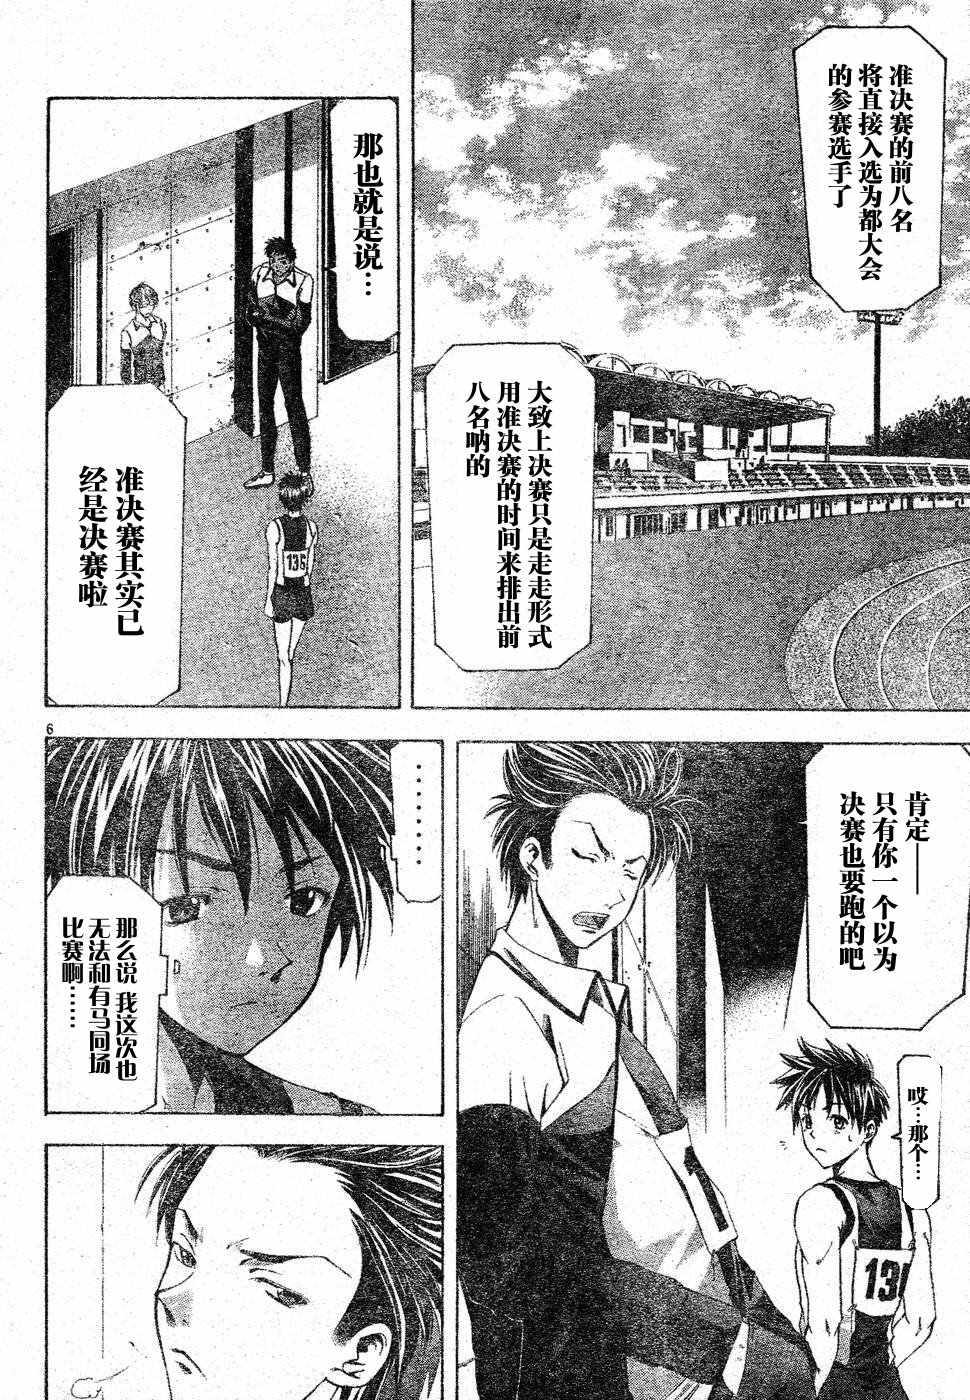 准决赛的前八名
将直接入选为都大会
的参赛选手了
大致上决赛只是走走形式
用准决赛的时间来排出前
八名呐的
那也就是说…
准决赛其实已
经是决赛啦
136
6
肯定——
只有你一个以为
决赛也要跑的吧
哎…那个…
13
………
那么说 我这次也
无法和有马同场
比赛啊……